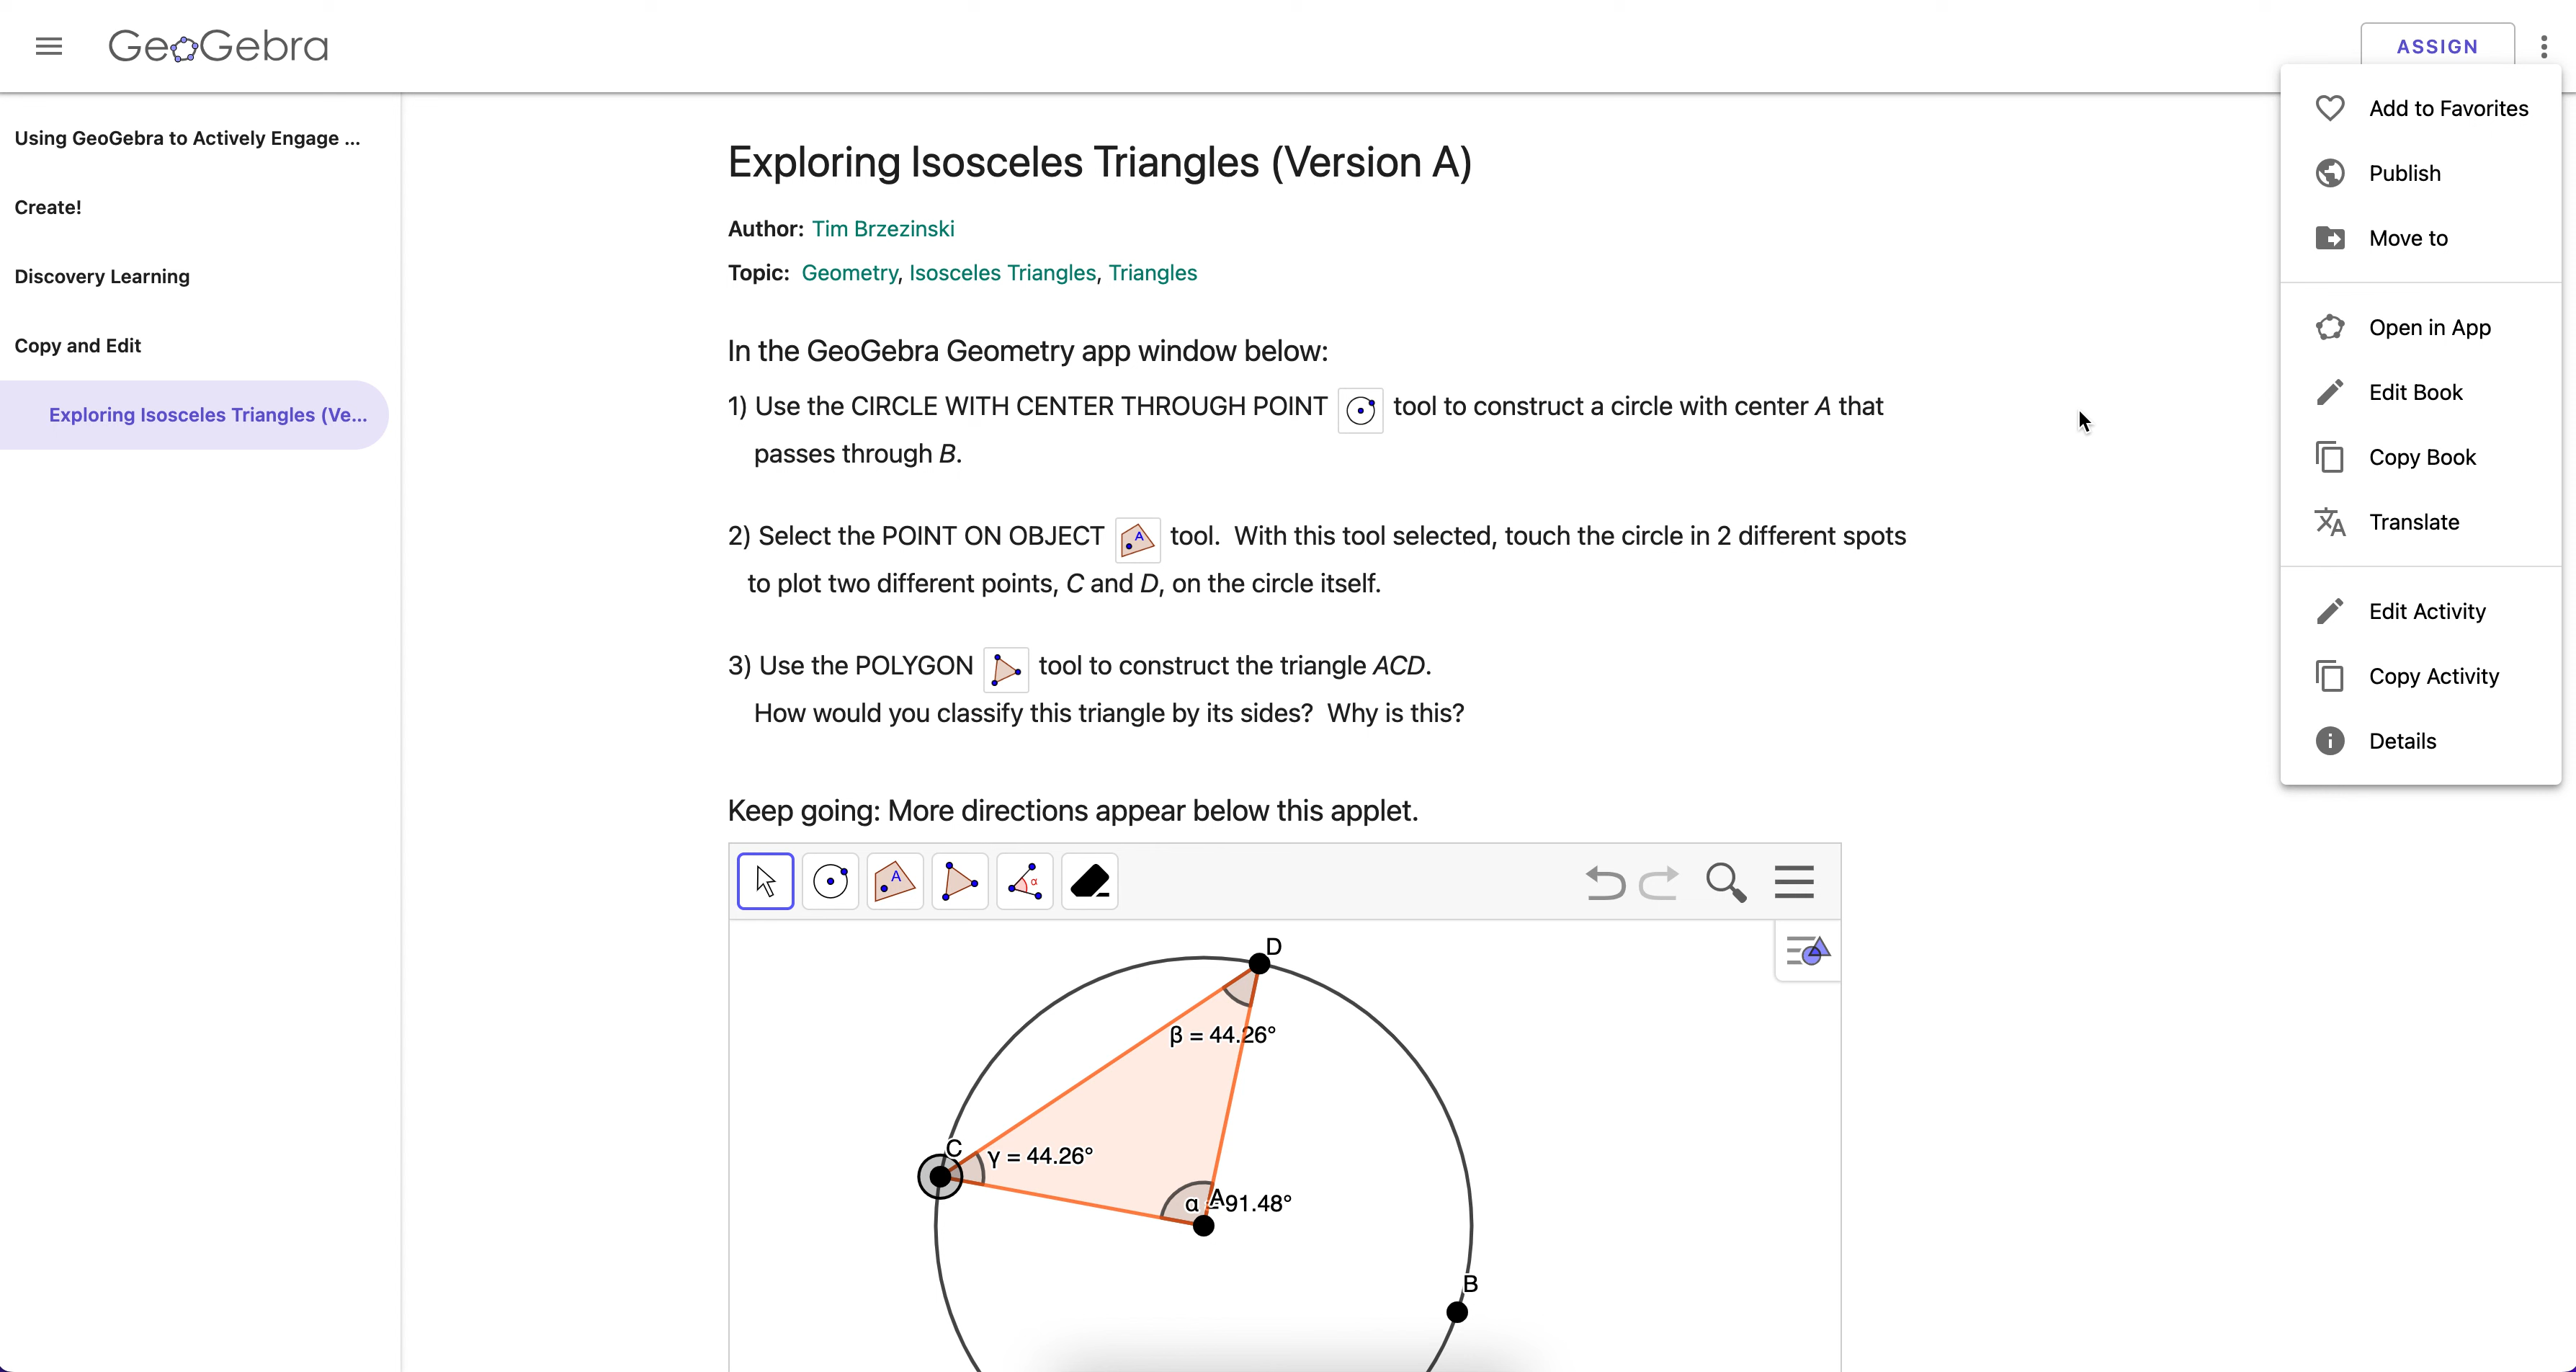 GeoGebra
ASSIGN
Add to Favorites
Publish
Move to
Open in App
Edit Book
Copy Book
Translate
Edit Activity
Copy Activity
Details
Using GeoGebra to Actively Engage ...
Create!
Discovery Learning
Copy and Edit
Exploring Isosceles Triangles (Ve...
Exploring Isosceles Triangles (Version A)
Author: Tim Brzezinski
Topic: Geometry, Isosceles Triangles, Triangles
In the GeoGebra Geometry app window below:
1) Use the CIRCLE WITH CENTER THROUGH POINT tool to construct a circle with center A that
passes through B.
2) Select the POINT ON OBJECT A tool. With this tool selected, touch the circle in 2 different spots
to plot two different points, C and D, on the circle itself.
3) Use the POLYGON tool to construct the triangle ACD.
How would you classify this triangle by its sides? Why is this?
Keep going: More directions appear below this applet.
A α
D
β = 44.26°
C
γ = 44.26°
A
α = 91.48°
B